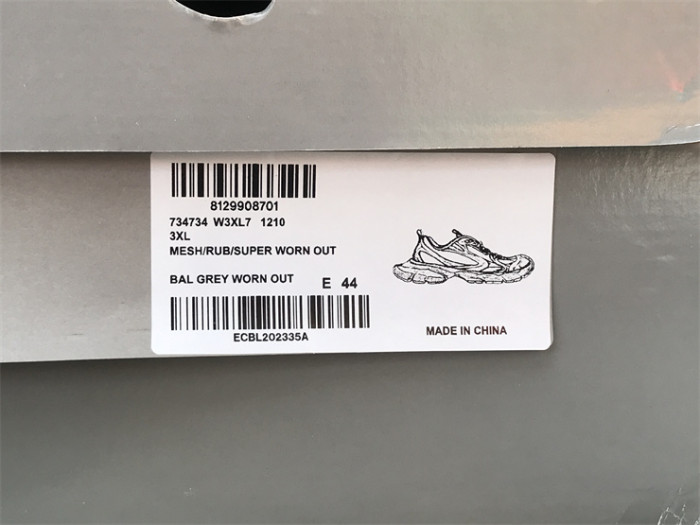 8129908701
734734 W3XL7 1210
3XL
MESH/RUB/SUPER WORN OUT
BAL GREY WORN OUT E 44
ECBL202335A
MADE IN CHINA